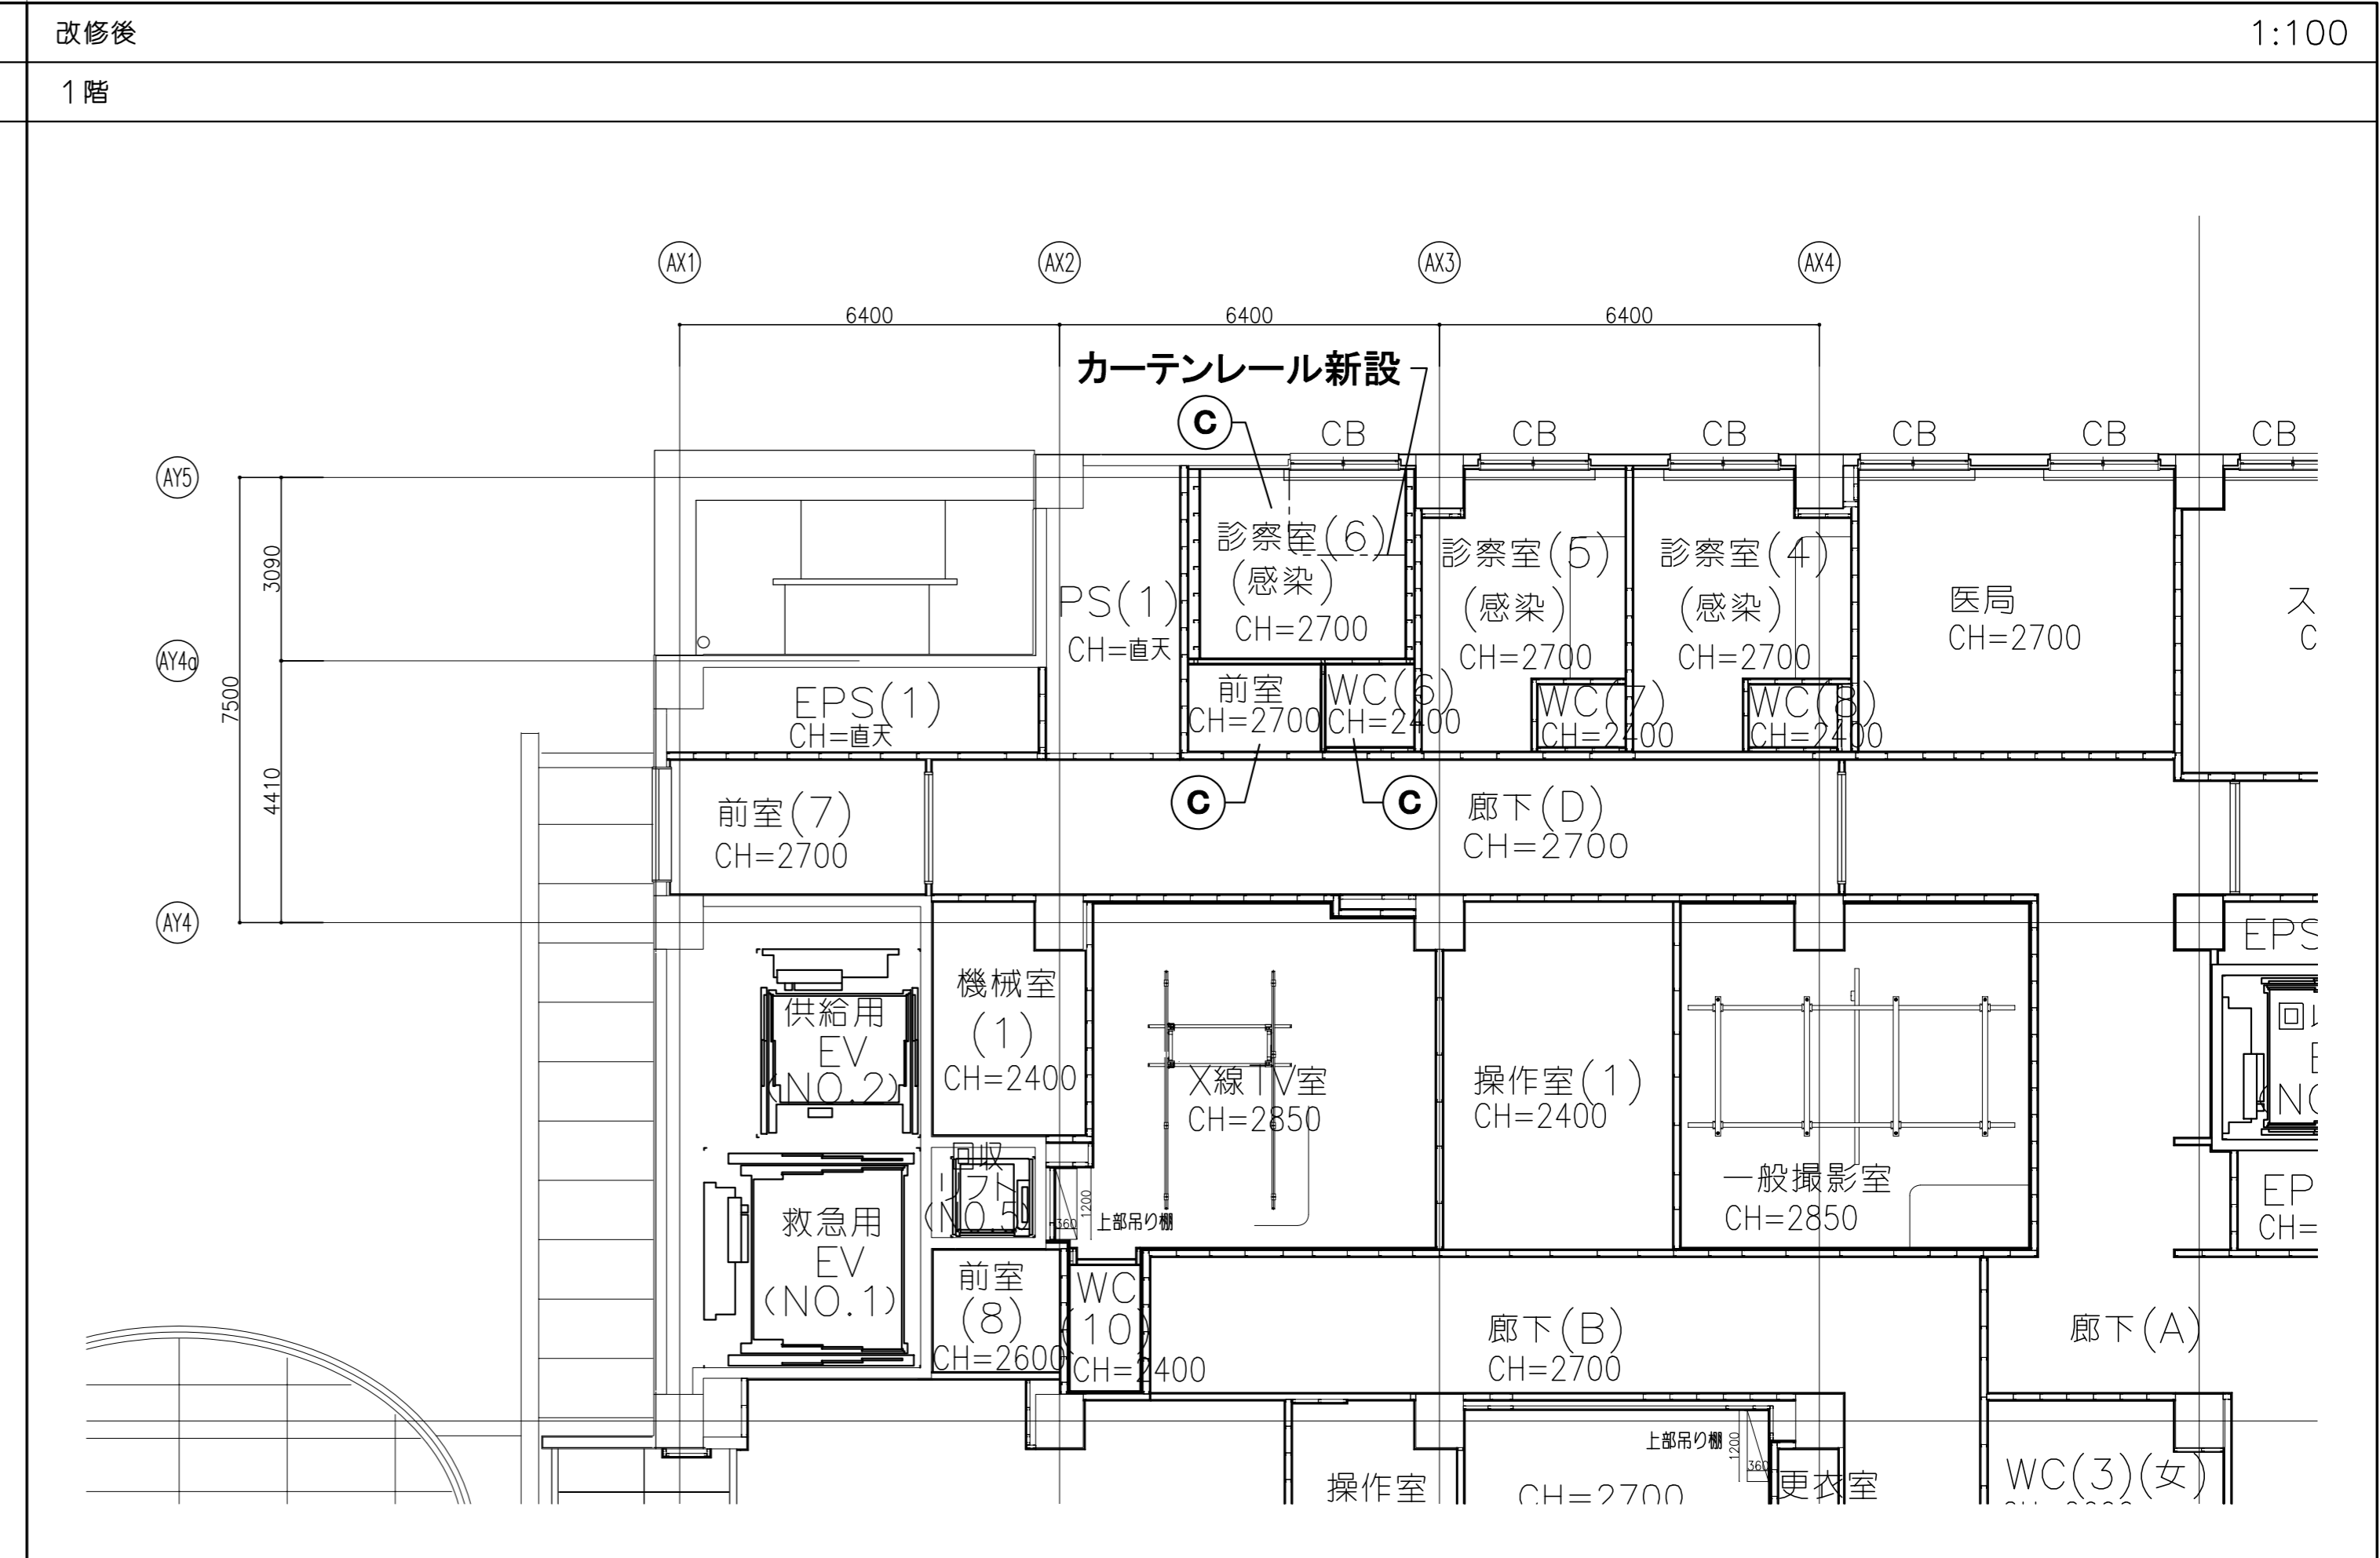 改修後
1:100
1階
AX1
AX2
AX3
AX4
6400
6400
6400
カーテンレール新設
C
CB
CB
CB
CB
CB
CB
AY5
AY4a
AY4
3090
7500
4410
PS(1)
CH=直天
診察室(6)
(感染)
CH=2700
診察室(5)
(感染)
CH=2700
診察室(4)
(感染)
CH=2700
医局
CH=2700
ス
C
EPS(1)
CH=直天
前室
CH=2700
WC(6)
CH=2400
WC(7)
CH=2400
WC(8)
CH=2400
C
C
前室(7)
CH=2700
廊下(D)
CH=2700
供給用
EV
(NO.2)
機械室
(1)
CH=2400
X線TV室
CH=2850
操作室(1)
CH=2400
一般撮影室
CH=2850
EPS
回
E
(NO
EP
CH=
回収
リフト
(NO.5)
360
1200
上部吊り棚
救急用
EV
(NO.1)
前室
(8)
CH=2600
WC
(10)
CH=2400
廊下(B)
CH=2700
廊下(A)
上部吊り棚
1200
360
操作室
CH=2700
更衣室
WC(3)(女)